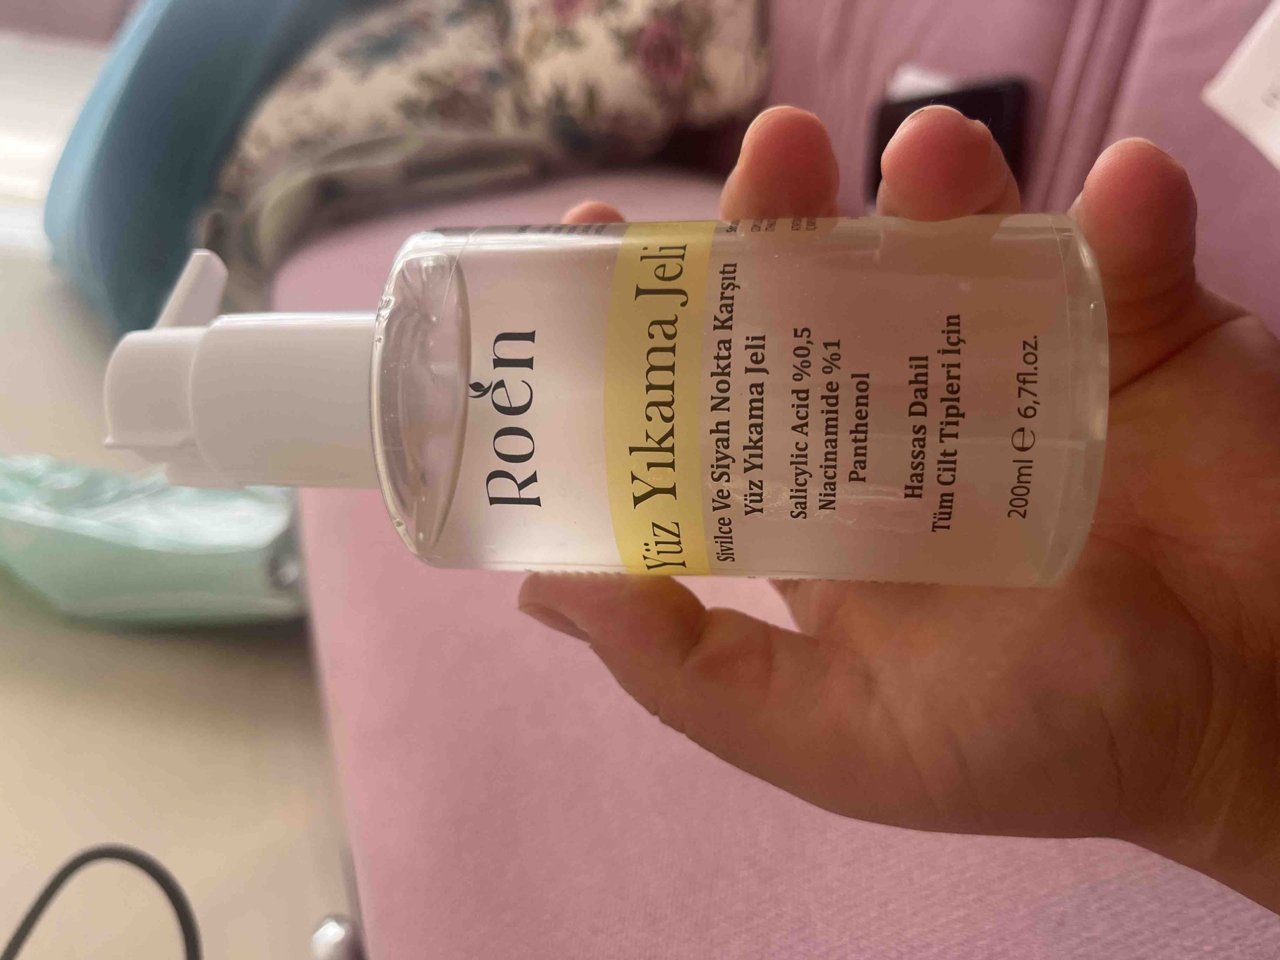 Roen
Yüz Yıkama Jeli
Sivilce Ve Siyah Nokta Karşıtı
Yüz Yıkama Jeli
Salicylic Acid %0,5
Niacinamide %1
Panthenol
Hassas Dahil
Tüm Cilt Tipleri İçin
200ml ℮ 6,7fl.oz.